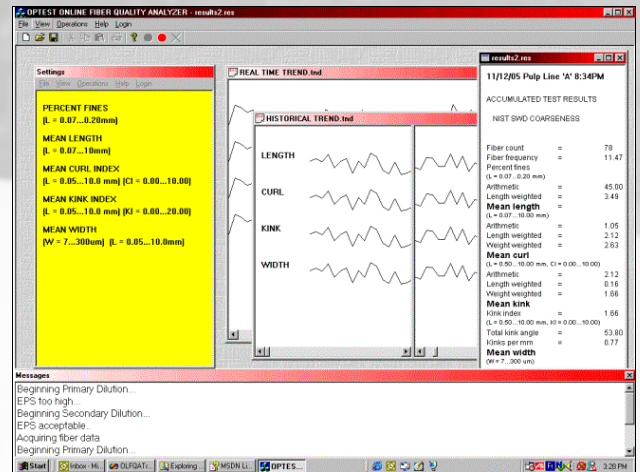 OPTEST ONLINE FIBER QUALITY ANALYZER - results2.res
File View Operations Help Login
Settings
File View Operations Help Login
PERCENT FINES
(L = 0.07...0.20mm)
MEAN LENGTH
(L = 0.07...10mm)
MEAN CURL INDEX
(L = 0.05...10.0 mm) (CI = 0.00...10.00)
MEAN KINK INDEX
(L = 0.05...10.0 mm) (KI = 0.00...20.00)
MEAN WIDTH
(W = 7...300um) (L = 0.05...10.0mm)
REAL TIME TREND.tnd
HISTORICAL TREND.tnd
LENGTH
CURL
KINK
WIDTH
results2.res
11/12/05 Pulp Line 'A' 8:34PM
ACCUMULATED TEST RESULTS
NIST SWD COARSENESS
Fiber count = 78
Fiber frequency = 11.47
Percent fines
(L = 0.07...0.20 mm)
Arithmetic = 45.00
Length weighted = 3.49
Mean length
(L = 0.07...10.00 mm)
Arithmetic = 1.05
Length weighted = 2.12
Weight weighted = 2.63
Mean curl
(L = 0.50...10.00 mm, CI = 0.00...10.00)
Arithmetic = 2.12
Length weighted = 0.16
Weight weighted = 1.66
Mean kink
Kink index = 1.66
(L = 0.50...10.00 mm, KI = 0.00...10.00)
Total kink angle = 53.80
Kinks per mm = 0.77
Mean width
(W = 7...300 um)
Messages
Beginning Primary Dilution...
EPS too high...
Beginning Secondary Dilution...
EPS acceptable..
Acquiring fiber data
Beginning Primary Dilution...
Start
Inbox - Mi...
OLFQATr...
Exploring...
MSDN Li...
OPTES...
3:28 PM